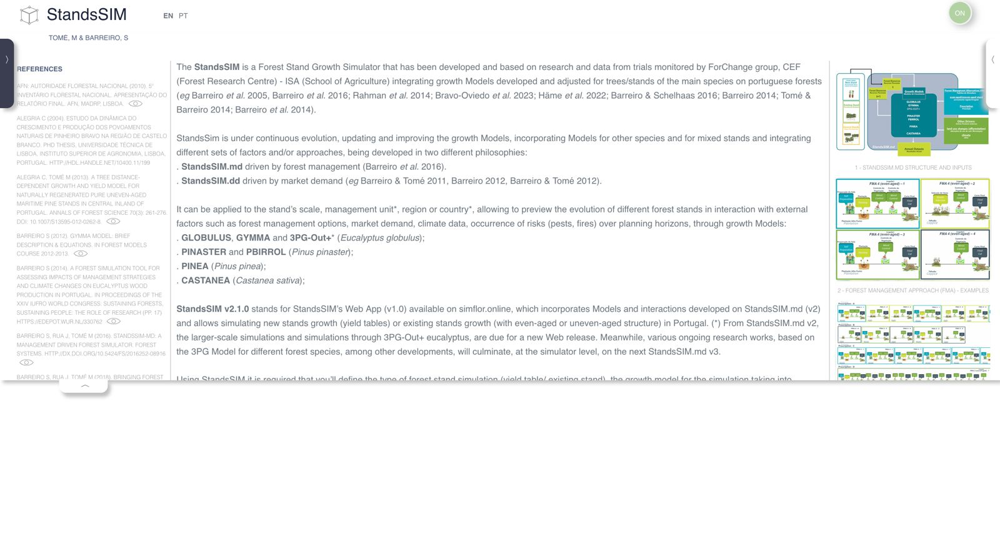 StandsSIM
EN PT
ON
TOMÉ, M & BARREIRO, S
REFERENCES
AFN: AUTORIDADE FLORESTAL NACIONAL (2010). 5º
INVENTÁRIO FLORESTAL NACIONAL. APRESENTAÇÃO DO
RELATÓRIO FINAL. AFN, MADRP, LISBOA.
ALEGRIA C (2004). ESTUDO DA DINÂMICA DO
CRESCIMENTO E PRODUÇÃO DOS POVOAMENTOS
NATURAIS DE PINHEIRO BRAVO NA REGIÃO DE CASTELO
BRANCO. PHD THESIS, UNIVERSIDADE TÉCNICA DE
LISBOA, INSTITUTO SUPERIOR DE AGRONOMIA, LISBOA,
PORTUGAL. HTTP://HDL.HANDLE.NET/10400.11/199
ALEGRIA C, TOMÉ M (2013). A TREE DISTANCE-
DEPENDENT GROWTH AND YIELD MODEL FOR
NATURALLY REGENERATED PURE UNEVEN-AGED
MARITIME PINE STANDS IN CENTRAL INLAND OF
PORTUGAL. ANNALS OF FOREST SCIENCE 70(3): 261-276.
DOI: 10.1007/S13595-012-0262-8.
BARREIRO S (2012). GYMMA MODEL: BRIEF
DESCRIPTION & EQUATIONS. IN FOREST MODELS
COURSE 2012-2013.
BARREIRO S (2014). A FOREST SIMULATION TOOL FOR
ASSESSING IMPACTS OF MANAGEMENT STRATEGIES
AND CLIMATE CHANGES ON EUCALYPTUS WOOD
PRODUCTION IN PORTUGAL. IN PROCEEDINGS OF THE
XXIV IUFRO WORLD CONGRESS: SUSTAINING FORESTS,
SUSTAINING PEOPLE: THE ROLE OF RESEARCH (PP. 17)
HTTPS://EDEPOT.WUR.NL/330762
BARREIRO S, RUA J, TOMÉ M (2016). STANDSSIM-MD: A
MANAGEMENT DRIVEN FOREST SIMULATOR. FOREST
SYSTEMS. HTTP://DX.DOI.ORG/10.5424/FS/2016252-08916
BARREIRO S, RUA J, TOMÉ M (2018). BRINGING FOREST
The StandsSIM is a Forest Stand Growth Simulator that has been developed and based on research and data from trials monitored by ForChange group, CEF
(Forest Research Centre) - ISA (School of Agriculture) integrating growth Models developed and adjusted for trees/stands of the main species on portuguese forests
(eg Barreiro et al. 2005, Barreiro et al. 2016; Rahman et al. 2014; Bravo-Oviedo et al. 2023; Häme et al. 2022; Barreiro & Schelhaas 2016; Barreiro 2014; Tomé &
Barreiro 2014; Barreiro et al. 2014).
StandsSim is under continuous evolution, updating and improving the growth Models, incorporating Models for other species and for mixed stands and integrating
different sets of factors and/or approaches, being developed in two different philosophies:
. StandsSIM.md driven by forest management (Barreiro et al. 2016).
. StandsSIM.dd driven by market demand (eg Barreiro & Tomé 2011, Barreiro 2012, Barreiro & Tomé 2012).
It can be applied to the stand's scale, management unit*, region or country*, allowing to preview the evolution of different forest stands in interaction with external
factors such as forest management options, market demand, climate data, occurrence of risks (pests, fires) over planning horizons, through growth Models:
. GLOBULUS, GYMMA and 3PG-Out+* (Eucalyptus globulus);
. PINASTER and PBIRROL (Pinus pinaster);
. PINEA (Pinus pinea);
. CASTANEA (Castanea sativa);
StandsSIM v2.1.0 stands for StandsSIM's Web App (v1.0) available on simflor.online, which incorporates Models and interactions developed on StandsSIM.md (v2)
and allows simulating new stands growth (yield tables) or existing stands growth (with even-aged or uneven-aged structure) in Portugal. (*) From StandsSIM.md v2,
the larger-scale simulations and simulations through 3PG-Out+ eucalyptus, are due for a new Web release. Meanwhile, various ongoing research works, based on
the 3PG Model for different forest species, among other developments, will culminate, at the simulator level, on the next StandsSIM.md v3.
Using StandsSIM it is required that you'll define the type of forest stand simulation (yield table/ existing stand), the growth model for the simulation taking into
Growth Models
GLOBULUS
GYMMA
3PG-OUT+
PINASTER
PBIRROL
PINEA
CASTANEA
Prescription
Other Drivers:
land use changes (afforestation)
climate
Annual Outputs
StandsSIM.md
1 - STANDSSIM.MD STRUCTURE AND INPUTS
FMA 4 (even-aged) – 1
FMA 4 (even-aged) – 2
FMA 4 (even-aged) – 3
FMA 4 (even-aged) – 4
2 - FOREST MANAGEMENT APPROACH (FMA) - EXAMPLES
Prescription - A
Prescription - B
Prescription - C
Prescription - D